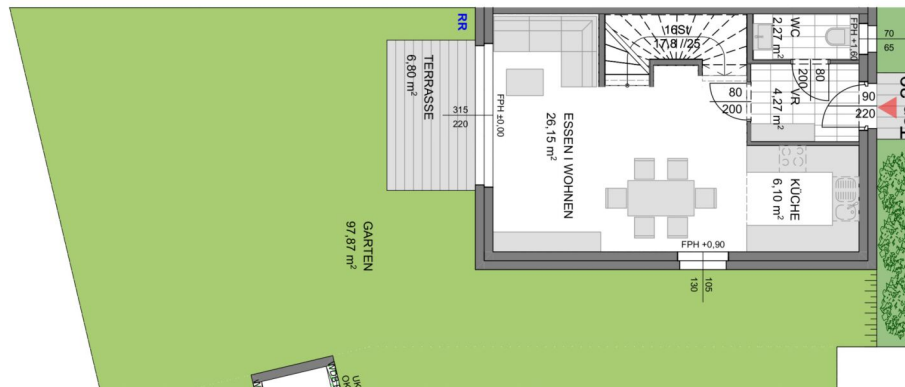 RR
TERRASSE
6,80 m²
315
220
FPH ±0,00
ESSEN I WOHNEN
26,15 m²
16St
17,8 // 25
WC
2,27 m²
FPH +1,60
70
65
80
200
VR
4,27 m²
80
200
90
220
KÜCHE
6,10 m²
FPH +0,90
105
130
GARTEN
97,87 m²
UK
OK